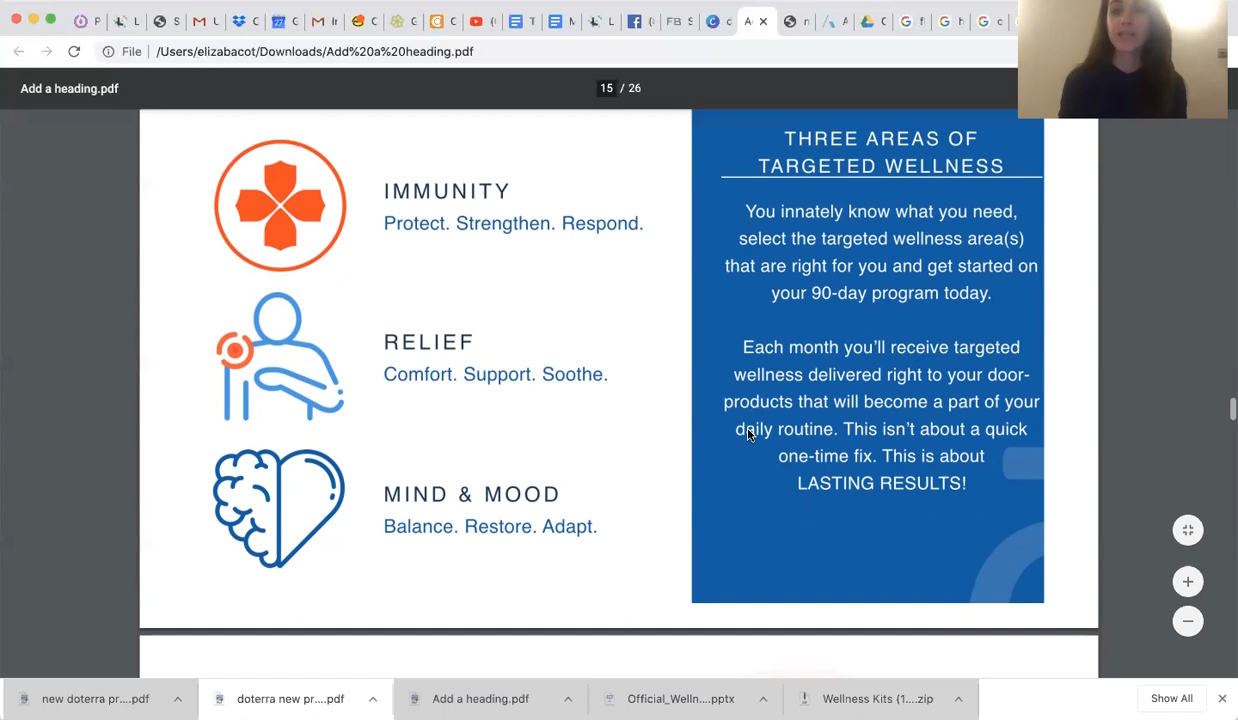 P
L
S
M
U
C
G
I
C
G
C
T
M
L
(
FB S
d
A
n
A
C
f
h
c
File
/Users/elizabacot/Downloads/Add%20a%20heading.pdf
Add a heading.pdf
15 / 26
IMMUNITY
Protect. Strengthen. Respond.
RELIEF
Comfort. Support. Soothe.
MIND & MOOD
Balance. Restore. Adapt.
THREE AREAS OF
TARGETED WELLNESS
You innately know what you need,
select the targeted wellness area(s)
that are right for you and get started on
your 90-day program today.
Each month you’ll receive targeted
wellness delivered right to your door-
products that will become a part of your
daily routine. This isn’t about a quick
one-time fix. This is about
LASTING RESULTS!
new doterra pr....pdf
doterra new pr....pdf
Add a heading.pdf
Official_Welln....pptx
Wellness Kits {1....zip
Show All